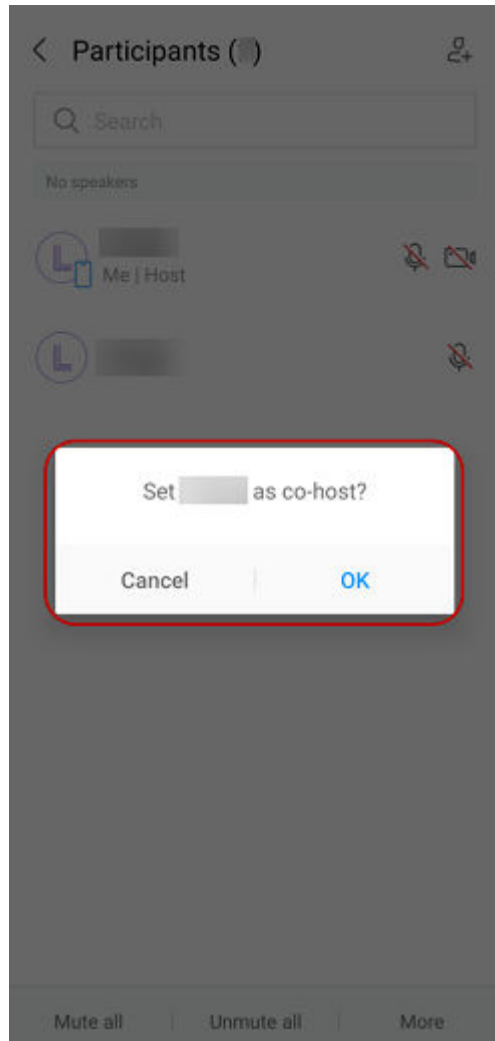 Participants ( )
Search
No speakers
L
Me | Host
L
Set as co-host?
Cancel OK
Mute all Unmute all More